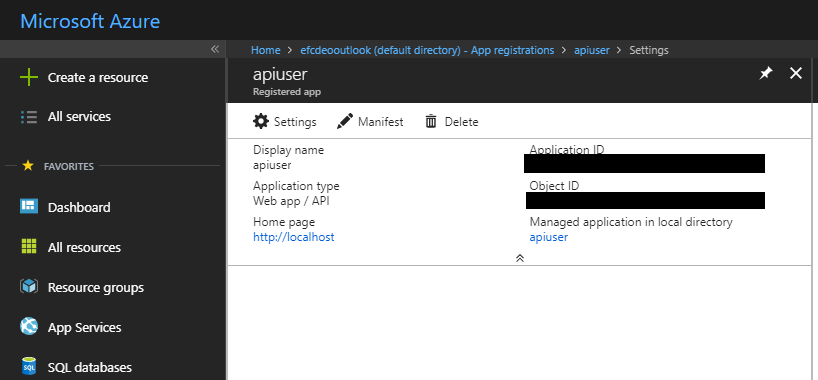 Microsoft Azure
Home > efcdeooutlook (default directory) - App registrations > apiuser > Settings
Create a resource
All services
FAVORITES
Dashboard
All resources
Resource groups
App Services
SQL databases
apiuser
Registered app
Settings Manifest Delete
Display name
apiuser
Application ID
Application type
Web app / API
Object ID
Home page
http://localhost
Managed application in local directory
apiuser